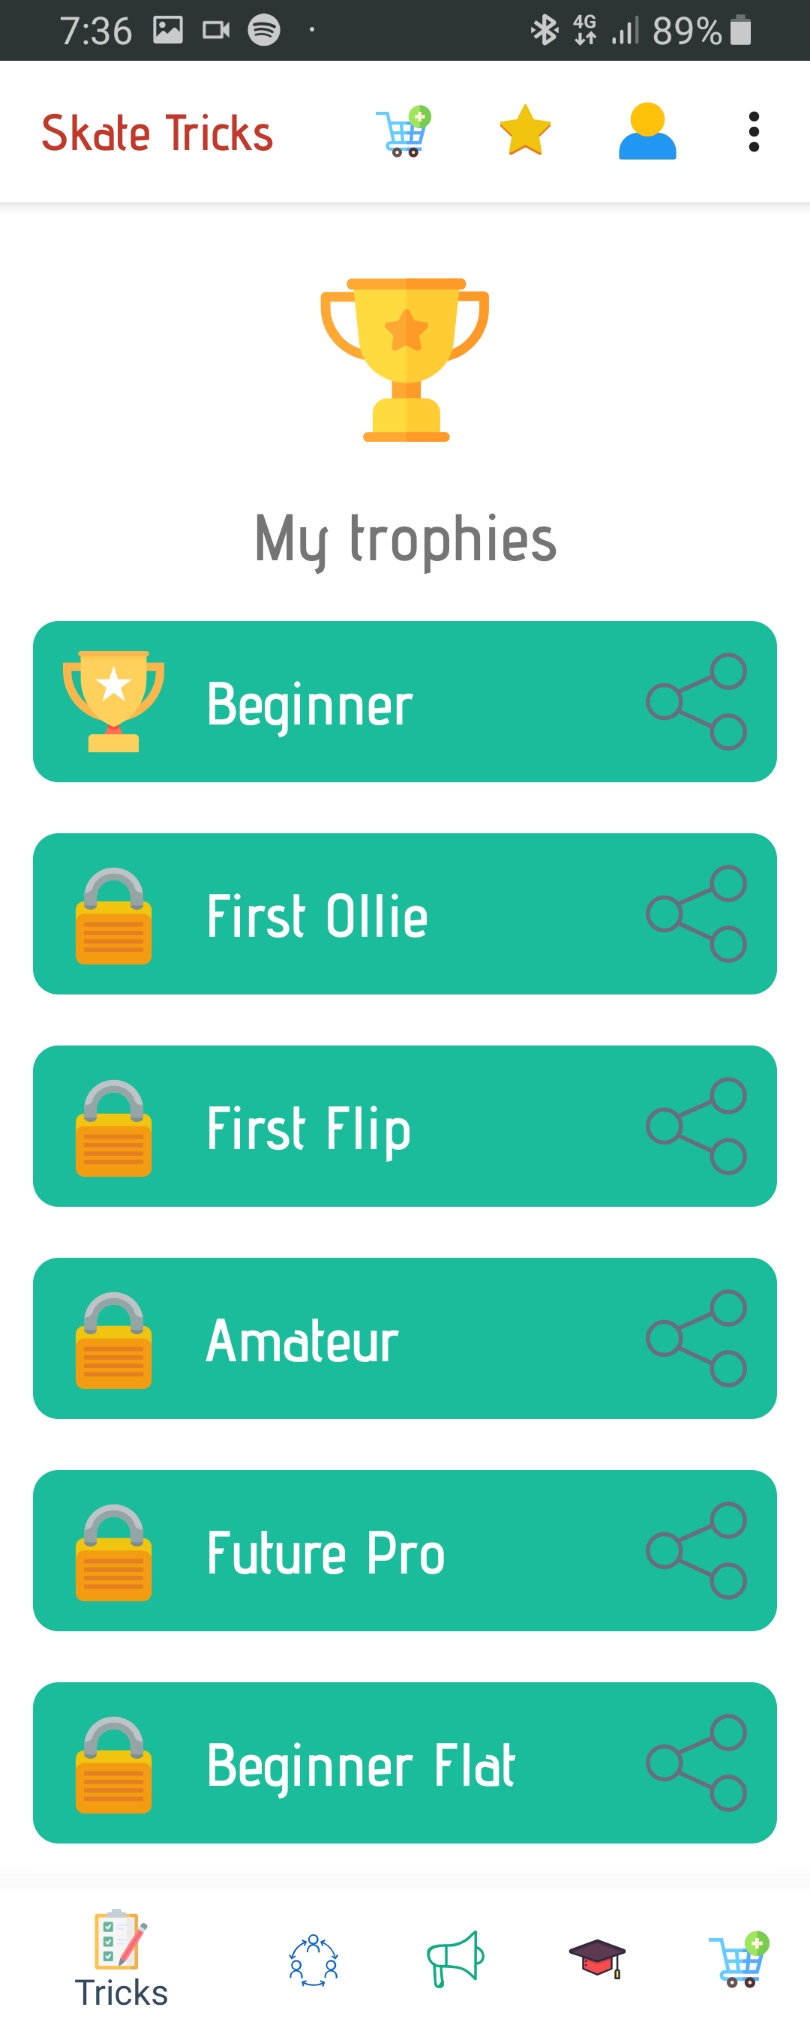 7:36 4G 89%
Skate Tricks
My trophies
Beginner
First Ollie
First Flip
Amateur
Future Pro
Beginner Flat
Tricks